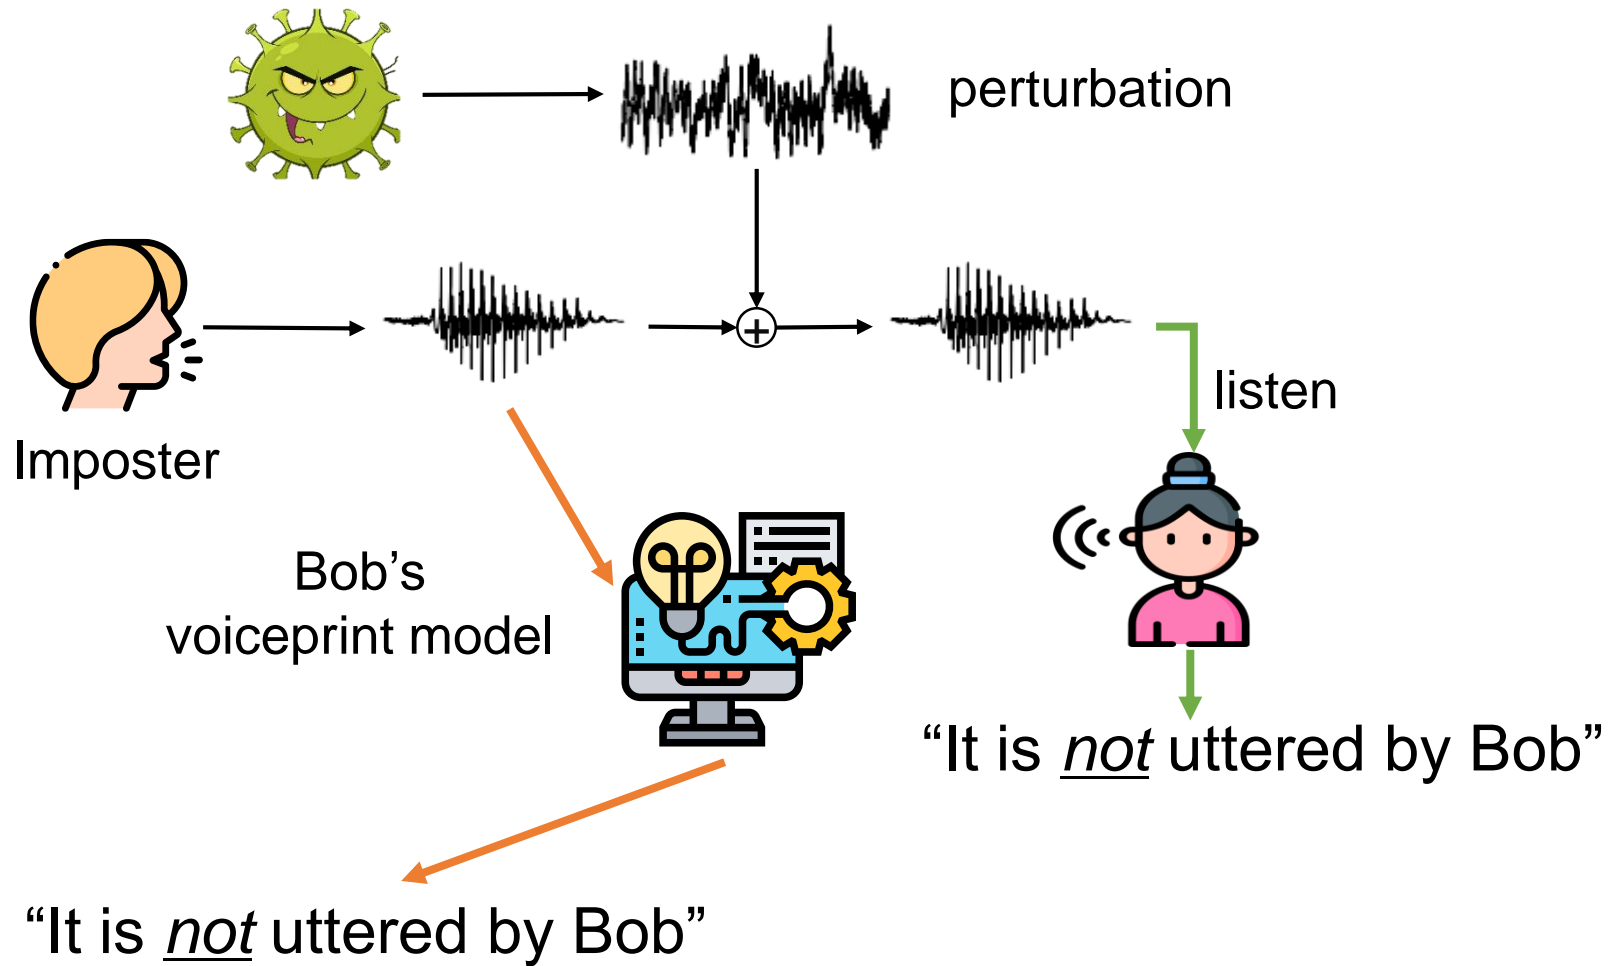 perturbation
listen
Imposter
Bob’s
voiceprint model
“It is not uttered by Bob”
“It is not uttered by Bob”